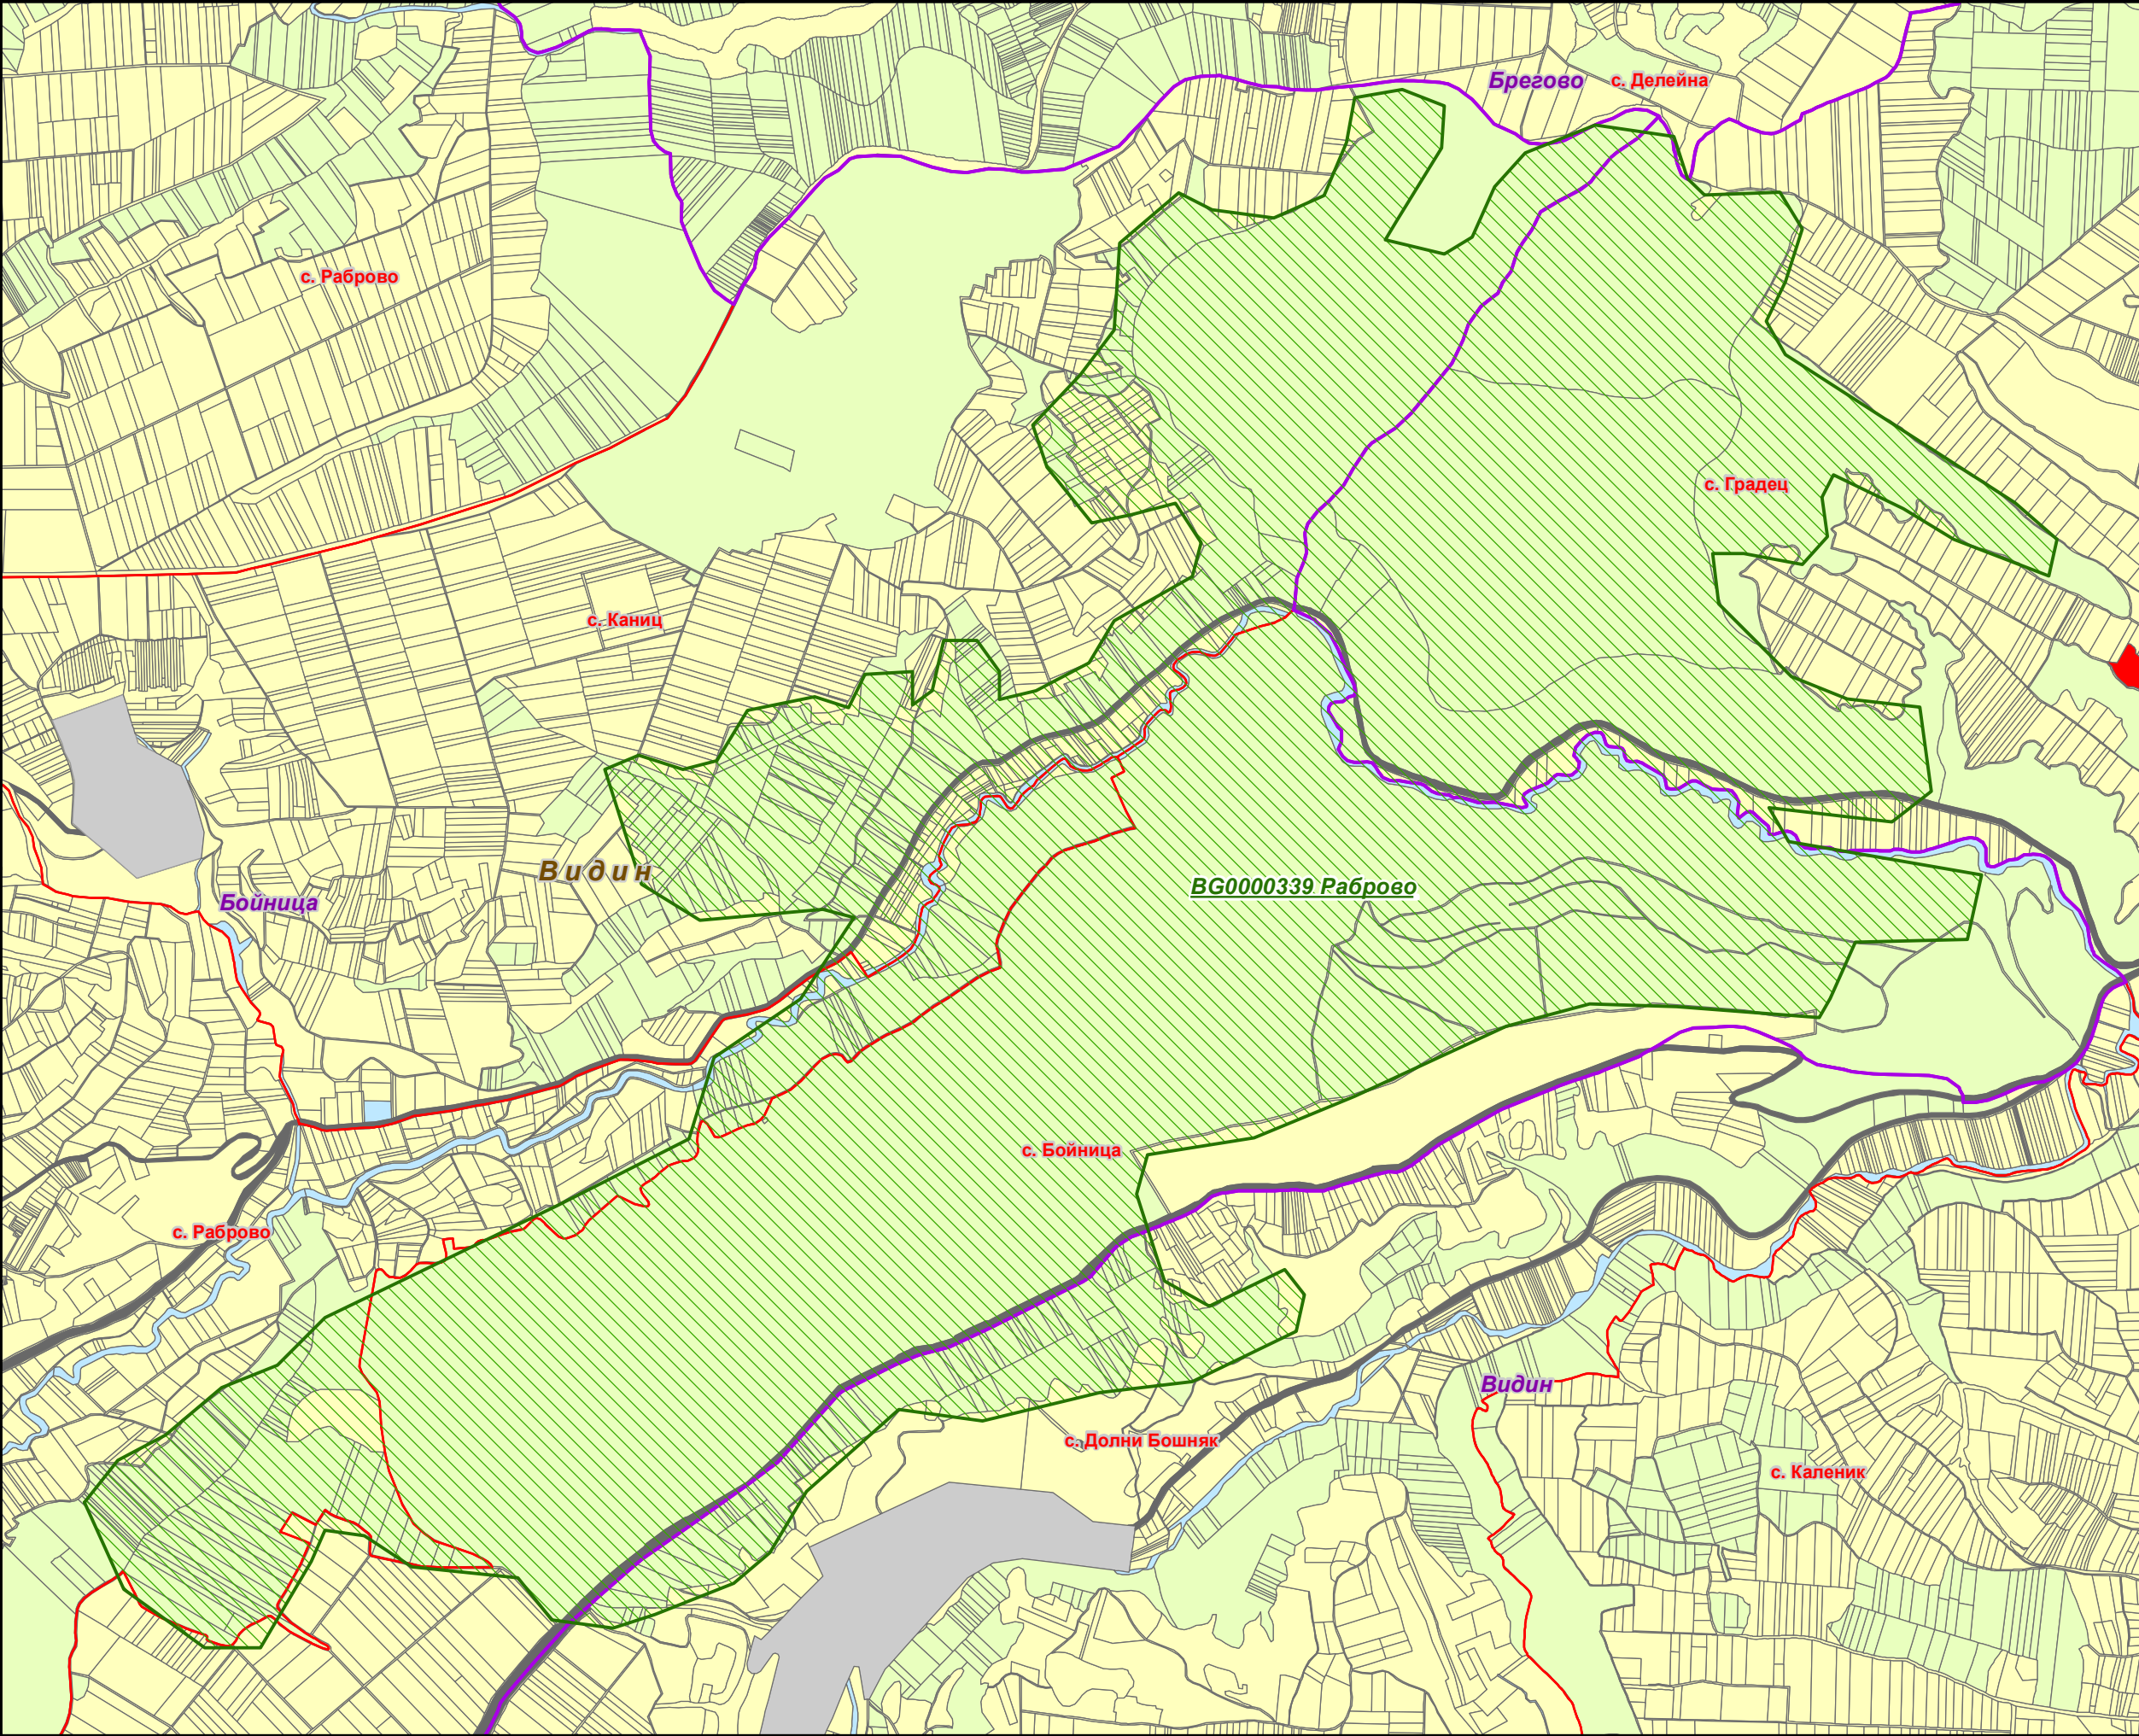 Брегово
с. Делейна
с. Раброво
с. Градец
с. Каниц
Видин
BG0000339 Раброво
Бойница
с. Бойница
с. Раброво
Видин
с. Долни Бошняк
с. Каленик